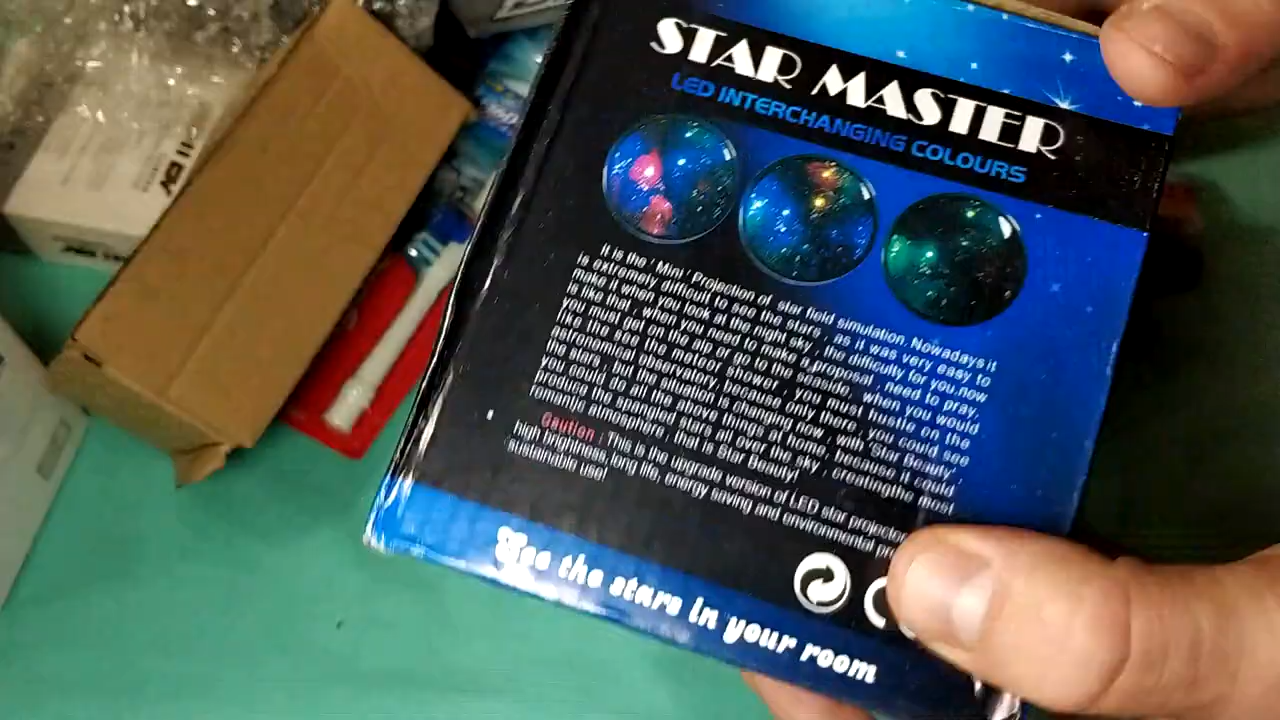 STAR MASTER
LED INTERCHANGING COLOURS
It is the ' Mini ' Projection of star field simulation. Nowadays it
is extremely difficult to see the stars , as it was very easy to
muse it when you look at the night sky , the difficulty for you.now
is like that , when you need to make a proposal , need to pray,
you must get on the up or go to the seaside, when you would
like the see the meteor shower , you must hustle on the
astronomical observatory, because only there, you could see
the stars , but the situation is changing now , with 'Star Beauty' ,
you could do all the above things at home, because it could
produce the spangled stars all over the sky , creatingthe most
romantic atmosphere , that is Star Beauty!
Caution : This is the upgrade version of LED star projecto
high brightness, long life, energy saving and environmental pr
sustainable use!
See the stars in your room